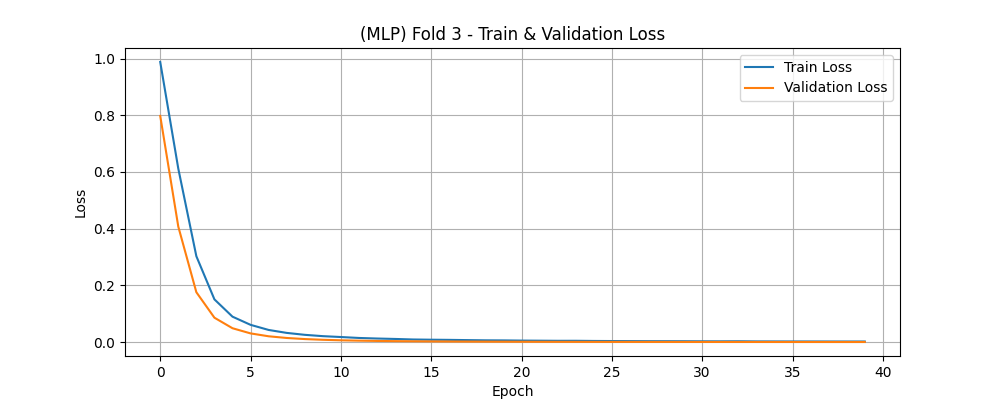 (MLP) Fold 3 - Train & Validation Loss
Train Loss
Validation Loss
Loss
1.0
0.8
0.6
0.4
0.2
0.0
0 5 10 15 20 25 30 35 40
Epoch